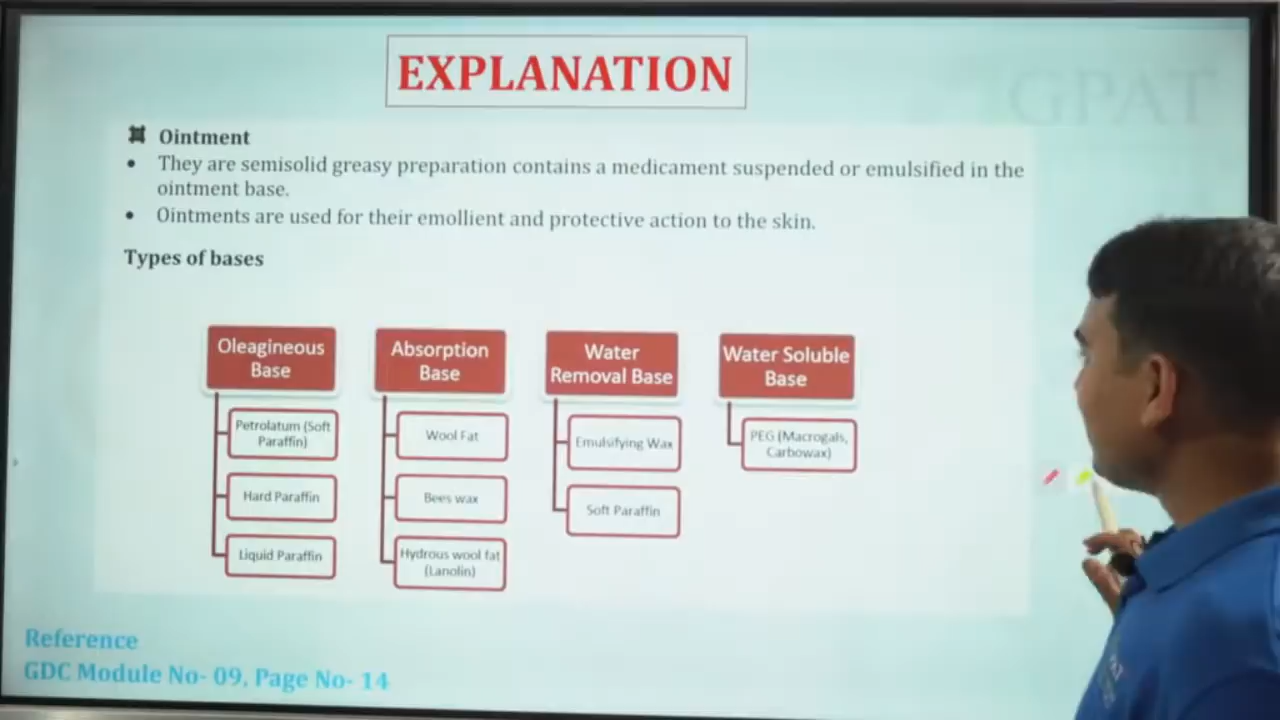 EXPLANATION
GPAT
Ointment
They are semisolid greasy preparation contains a medicament suspended or emulsified in the
ointment base.
Ointments are used for their emollient and protective action to the skin.
Types of bases
Oleagineous
Base
Petrolatum (Soft
Paraffin)
Hard Paraffin
Liquid Paraffin
Absorption
Base
Wool Fat
Bees wax
Hydrous wool fat
(Lanolin)
Water
Removal Base
Emulsifying Wax
Soft Paraffin
Water Soluble
Base
PEG (Macrogals,
Carbowax)
Reference
GDC Module No- 09, Page No- 14